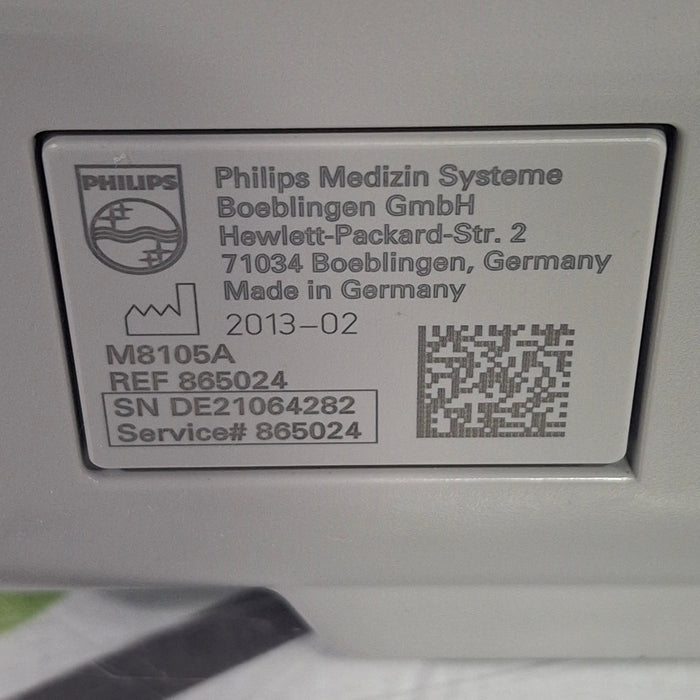 PHILIPS
Philips Medizin Systeme
Boeblingen GmbH
Hewlett-Packard-Str. 2
71034 Boeblingen, Germany
Made in Germany
2013-02
M8105A
REF 865024
SN DE21064282
Service# 865024